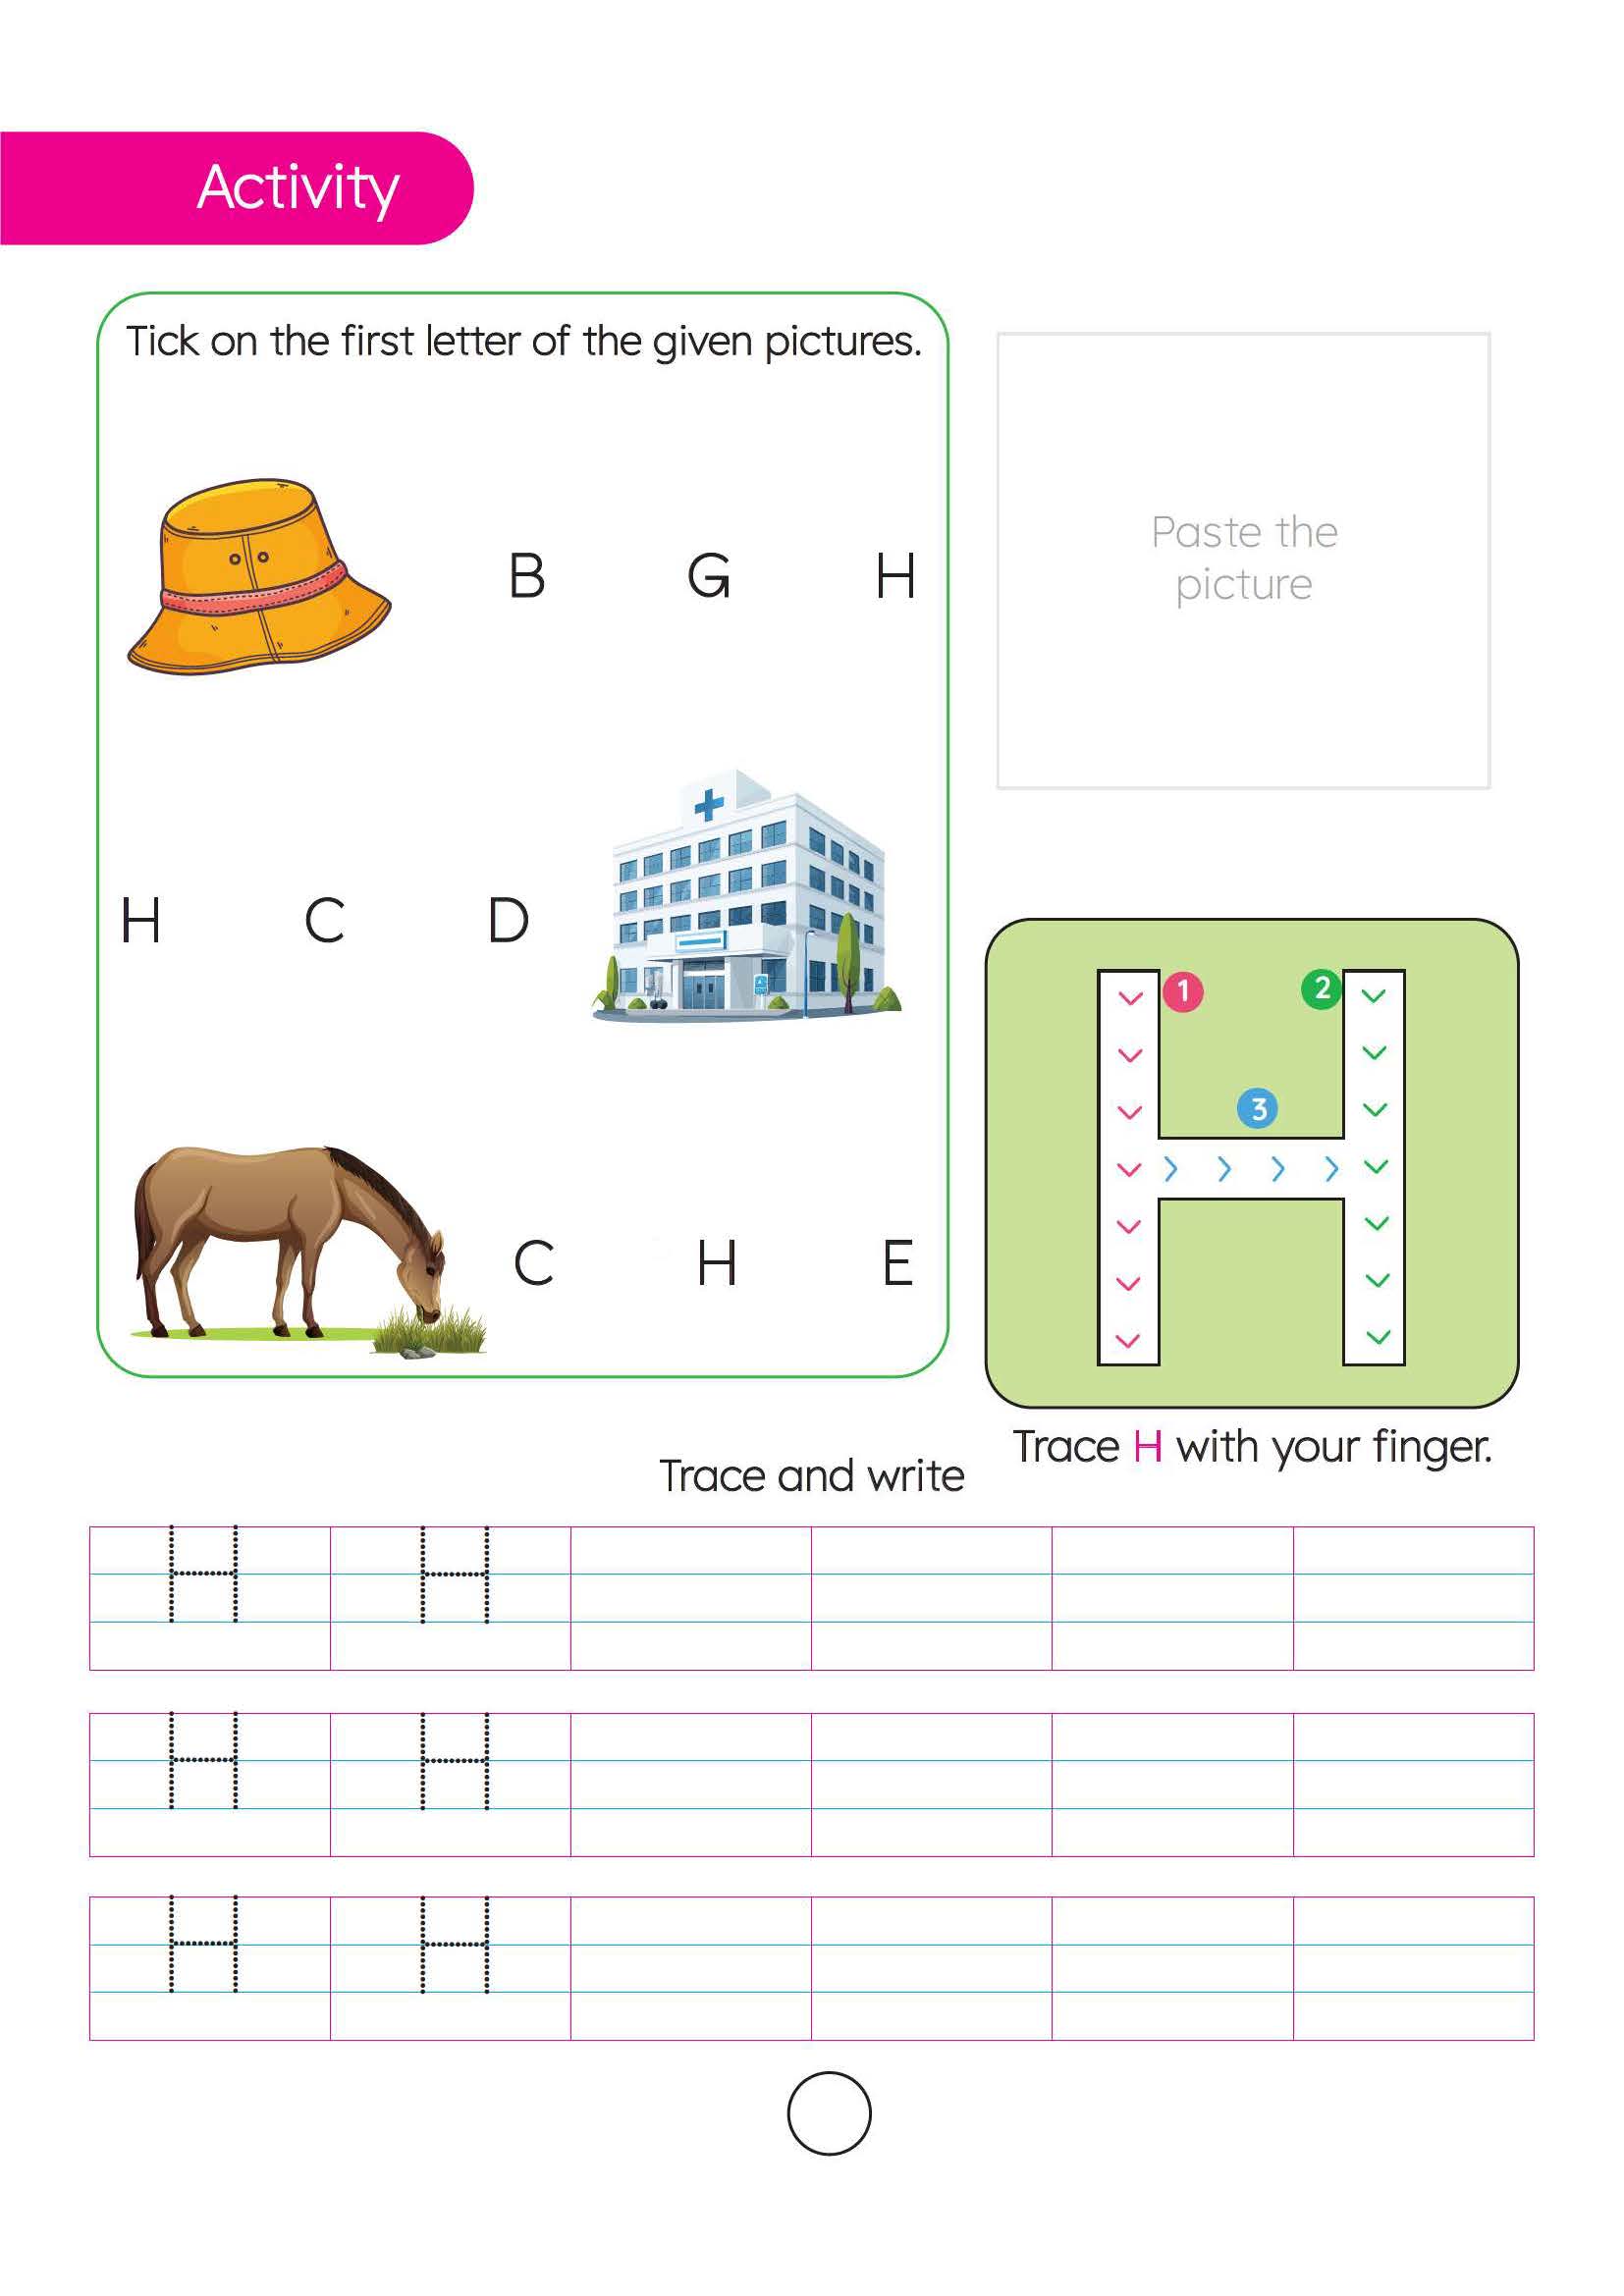 Activity
Tick on the first letter of the given pictures.
B G H
H C D
C H E
Paste the
picture
1 2
3
Trace H with your finger.
Trace and write
H H
H H
H H